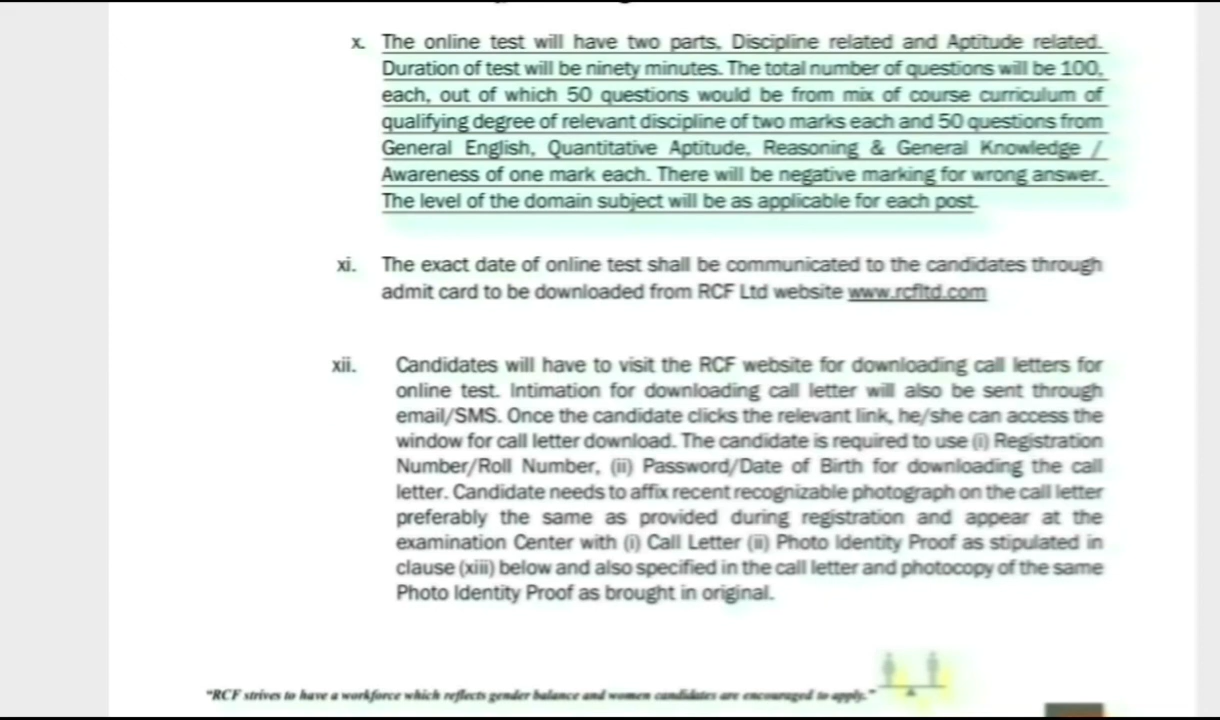 x. The online test will have two parts, Discipline related and Aptitude related.
Duration of test will be ninety minutes. The total number of questions will be 100,
each, out of which 50 questions would be from mix of course curriculum of
qualifying degree of relevant discipline of two marks each and 50 questions from
General English, Quantitative Aptitude, Reasoning & General Knowledge /
Awareness of one mark each. There will be negative marking for wrong answer.
The level of the domain subject will be as applicable for each post.
xi. The exact date of online test shall be communicated to the candidates through
admit card to be downloaded from RCF Ltd website www.rcfltd.com
xii. Candidates will have to visit the RCF website for downloading call letters for
online test. Intimation for downloading call letter will also be sent through
email/SMS. Once the candidate clicks the relevant link, he/she can access the
window for call letter download. The candidate is required to use (i) Registration
Number/Roll Number, (ii) Password/Date of Birth for downloading the call
letter. Candidate needs to affix recent recognizable photograph on the call letter
preferably the same as provided during registration and appear at the
examination Center with (i) Call Letter (ii) Photo Identity Proof as stipulated in
clause (xiii) below and also specified in the call letter and photocopy of the same
Photo Identity Proof as brought in original.
"RCF strives to have a workforce which reflects gender balance and women candidates are encouraged to apply."